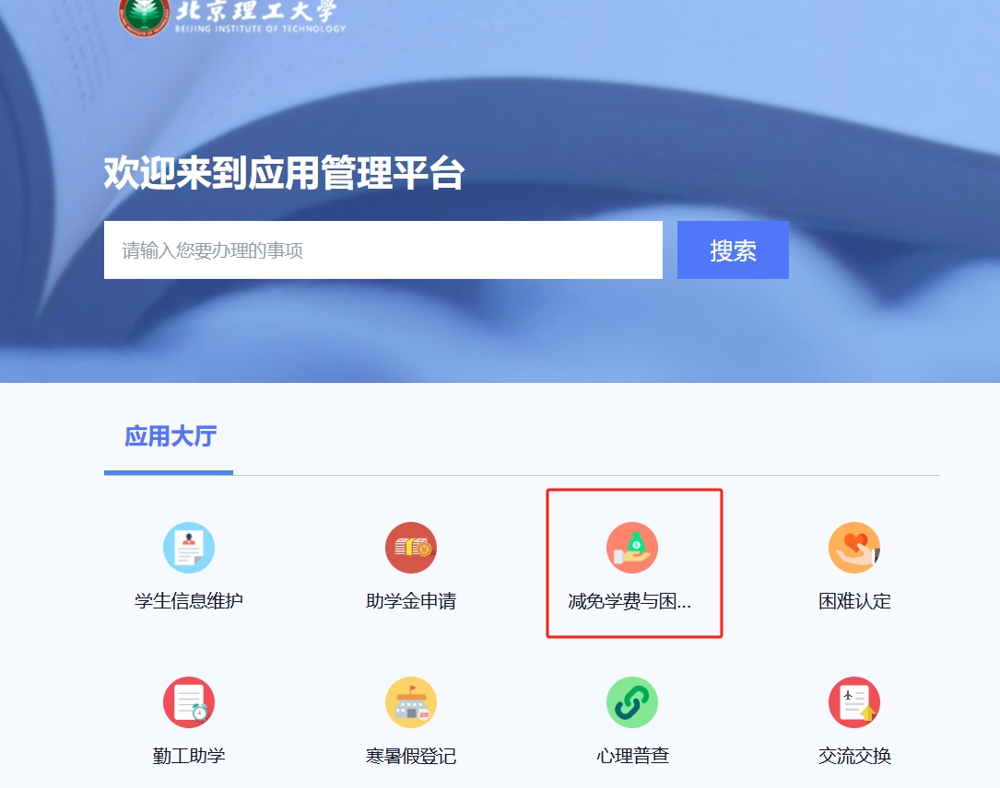 北京理工大学
BEIJING INSTITUTE OF TECHNOLOGY
欢迎来到应用管理平台
请输入您要办理的事项
搜索
应用大厅
学生信息维护
助学金申请
减免学费与困...
困难认定
勤工助学
寒暑假登记
心理普查
交流交换